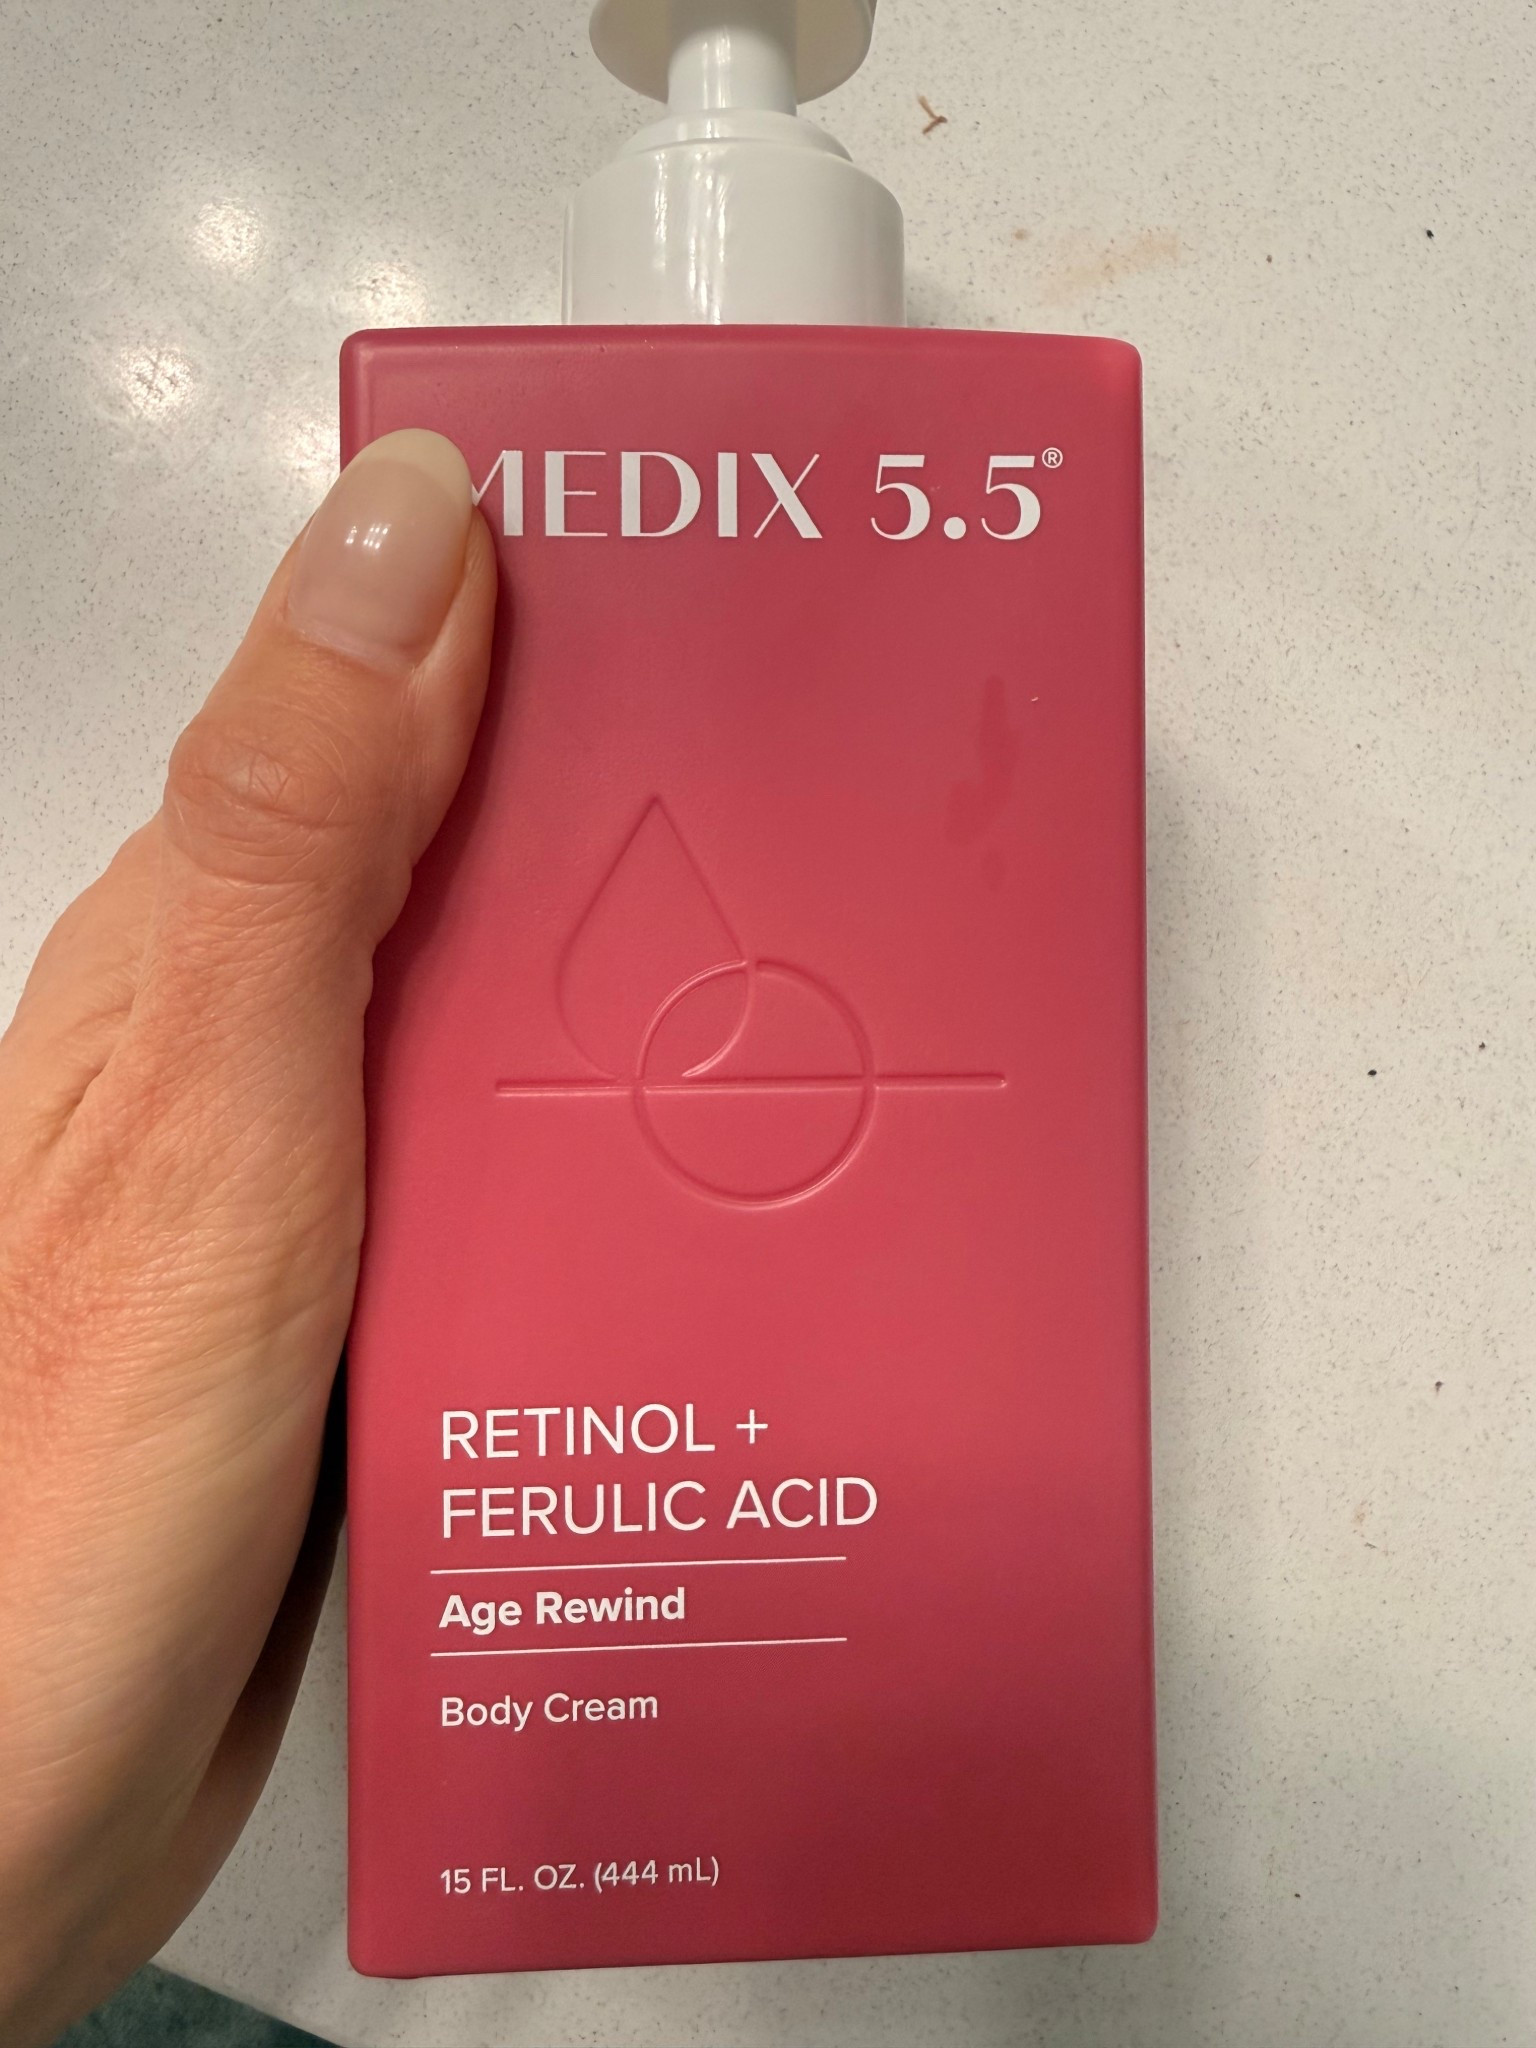 MEDIX 5.5®
RETINOL +
FERULIC ACID
Age Rewind
Body Cream
15 FL. OZ. (444 mL)